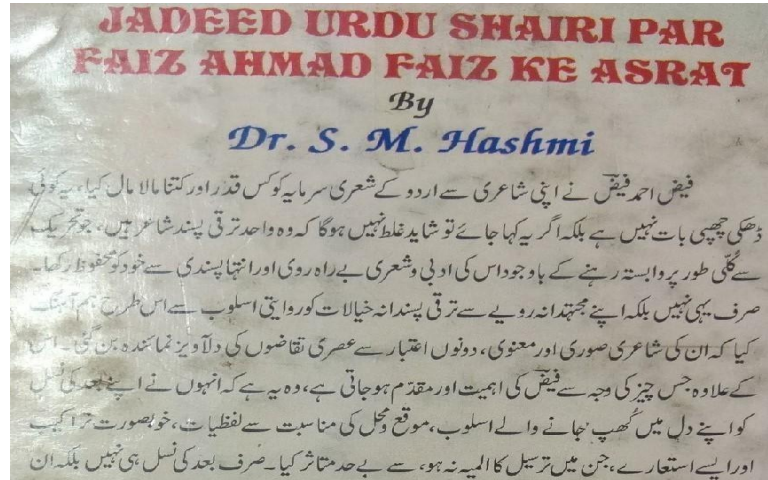 JADEED URDU SHAIRI PAR
FAIZ AHMAD FAIZ KE ASRAT
By
Dr. S. M. Hashmi
فیض احمد فیضؔ نے اپنی شاعری سے اردو کے شعری سرمایہ کو کس قدر اور کتنا مالا مال کیا، یہ کوئی
ڈھکی چھپی بات نہیں ہے بلکہ اگر یہ کہا جائے تو شاید غلط نہیں ہوگا کہ وہ واحد ترقی پسند شاعر ہیں، جو تحریک
سے کُلّی طور پر وابستہ رہنے کے باوجود اس کی ادبی و شعری بے راہ روی اور انتہا پسندی سے خود کو محفوظ رکھا۔
صرف یہی نہیں بلکہ اپنے مجتہدانہ رویے سے ترقی پسندانہ خیالات کو روایتی اسلوب سے اس طرح ہم آہنگ
کیا کہ ان کی شاعری صوری اور معنوی، دونوں اعتبار سے عصری تقاضوں کی دلآویز نمائندہ بن گئی۔ اس
کے علاوہ جس چیز کی وجہ سے فیضؔ کی اہمیت اور مقدّم ہوجاتی ہے، وہ یہ ہے کہ انہوں نے اپنے بعد کی نسل
کو اپنے دل میں کُھپ جانے والے اسلوب، موقع و محل کی مناسبت سے لفظیات، خوبصورت تراکیب
اور ایسے استعارے، جن میں ترسیل کا المیہ نہ ہو، سے بے حد متاثر کیا۔ صرف بعد کی نسل ہی نہیں بلکہ ان